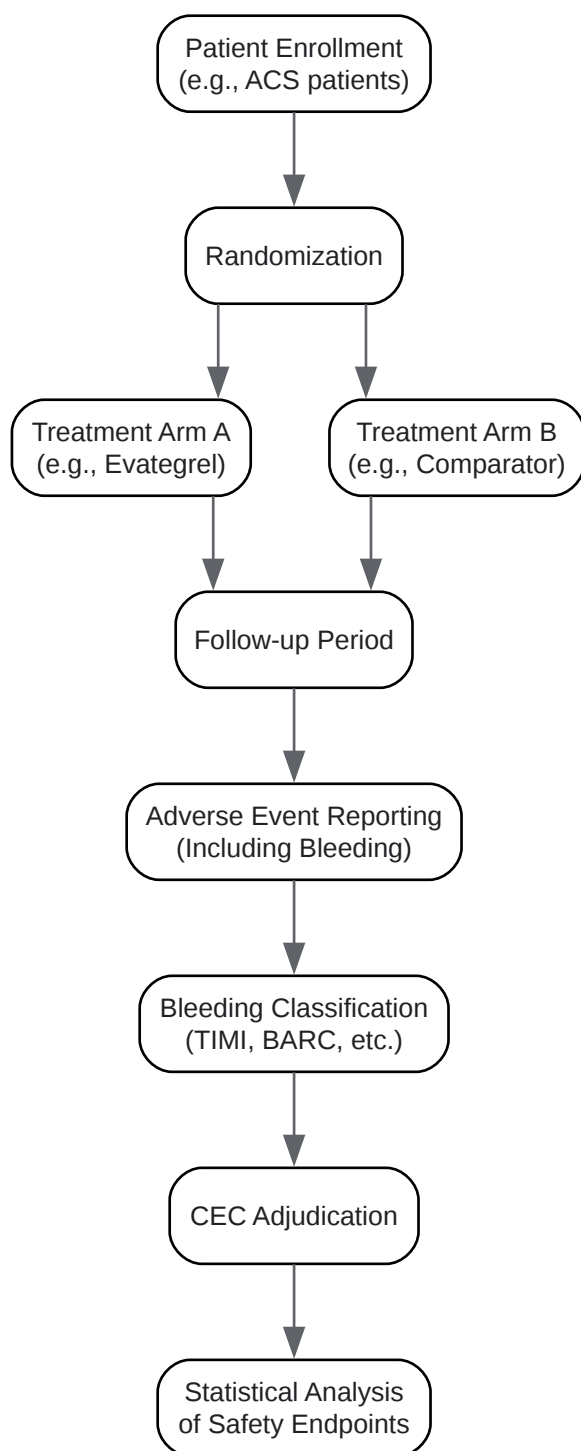 Patient Enrollment
(e.g., ACS patients)
Randomization
Treatment Arm A
(e.g., Evategrel)
Treatment Arm B
(e.g., Comparator)
Follow-up Period
Adverse Event Reporting
(Including Bleeding)
Bleeding Classification
(TIMI, BARC, etc.)
CEC Adjudication
Statistical Analysis
of Safety Endpoints